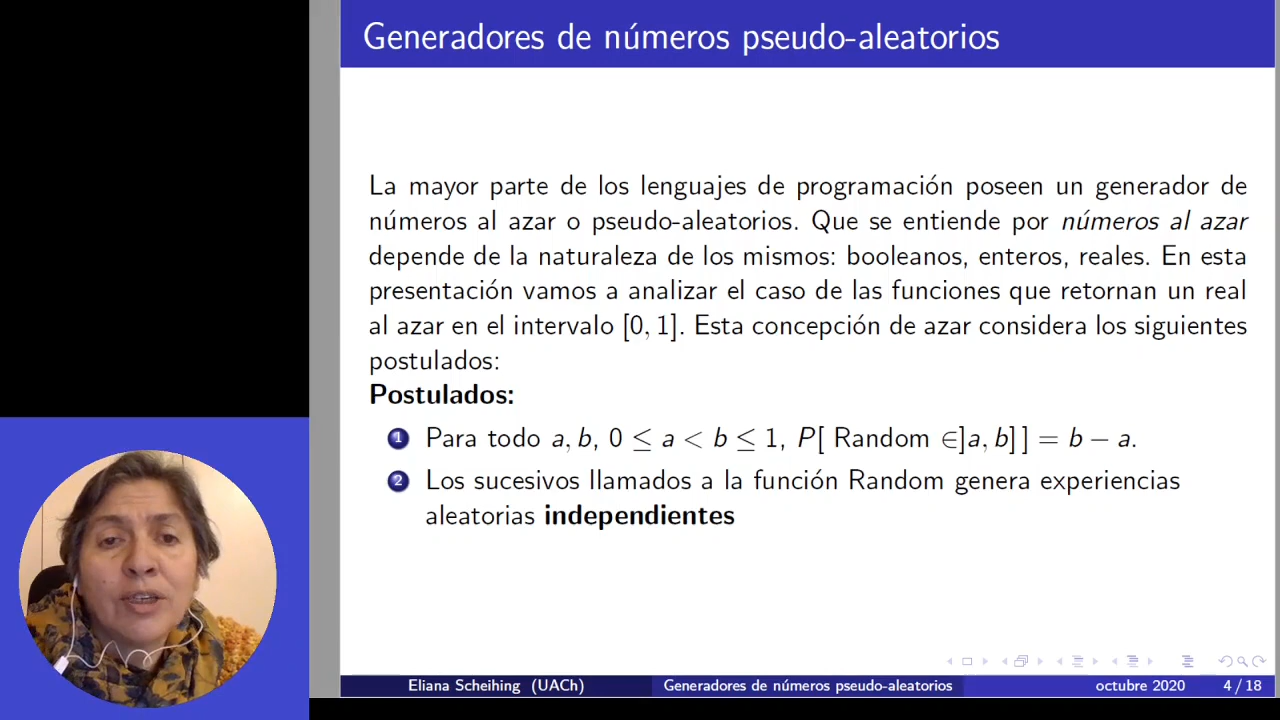 Generadores de números pseudo-aleatorios
La mayor parte de los lenguajes de programación poseen un generador de
números al azar o pseudo-aleatorios. Que se entiende por números al azar
depende de la naturaleza de los mismos: booleanos, enteros, reales. En esta
presentación vamos a analizar el caso de las funciones que retornan un real
al azar en el intervalo [0, 1]. Esta concepción de azar considera los siguientes
postulados:
Postulados:
1 Para todo a, b, 0 ≤ a < b ≤ 1, P[ Random ∈]a, b] ] = b − a.
2 Los sucesivos llamados a la función Random genera experiencias
aleatorias independientes
Eliana Scheihing (UACh) Generadores de números pseudo-aleatorios octubre 2020 4 / 18